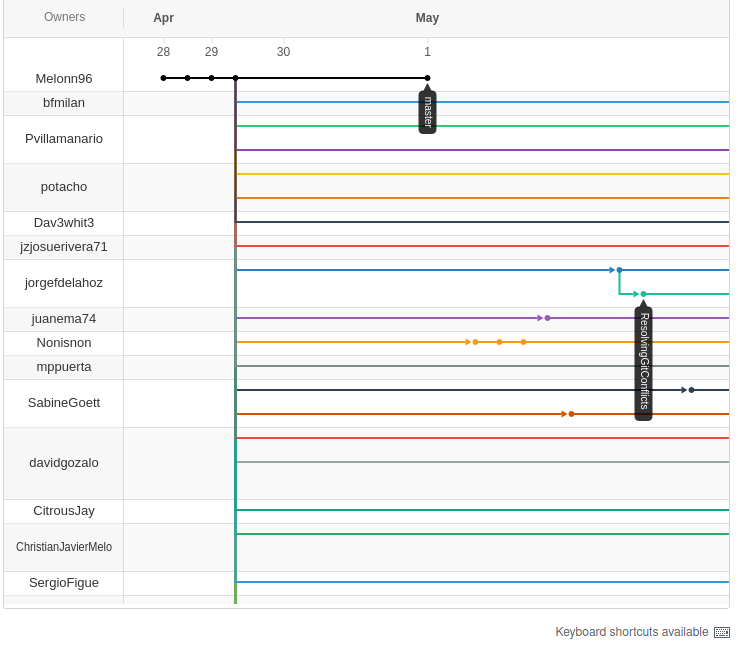 Owners
Apr
May
28
29
30
1
Melonn96
master
bfmilan
Pvillamanario
potacho
Dav3whit3
jzjosuerivera71
jorgefdelahoz
ResolvingGitConflicts
juanema74
Nonisnon
mppuerta
SabineGoett
davidgozalo
CitrousJay
ChristianJavierMelo
SergioFigue
Keyboard shortcuts available